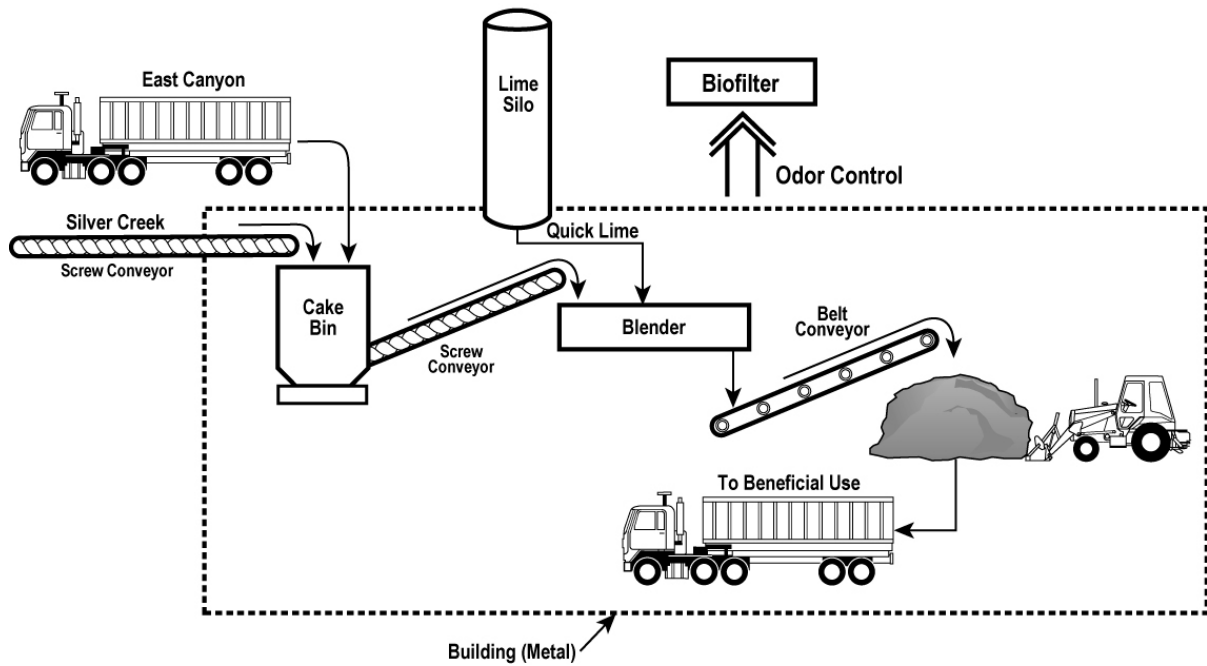 East Canyon
Lime
Silo
Biofilter
Odor Control
Silver Creek
Screw Conveyor
Quick Lime
Cake
Bin
Screw
Conveyor
Blender
Belt
Conveyor
To Beneficial Use
Building (Metal)